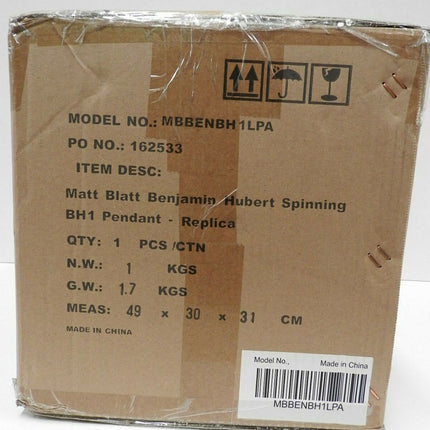 MODEL NO.: MBBENBH1LPA
PO NO.: 162533
ITEM DESC:
Matt Blatt Benjamin Hubert Spinning
BH1 Pendant - Replica
QTY: 1 PCS /CTN
N.W.: 1 KGS
G.W.: 1.7 KGS
MEAS: 49 x 30 x 31 CM
MADE IN CHINA
Model No., Made in China
MBBENBH1LPA